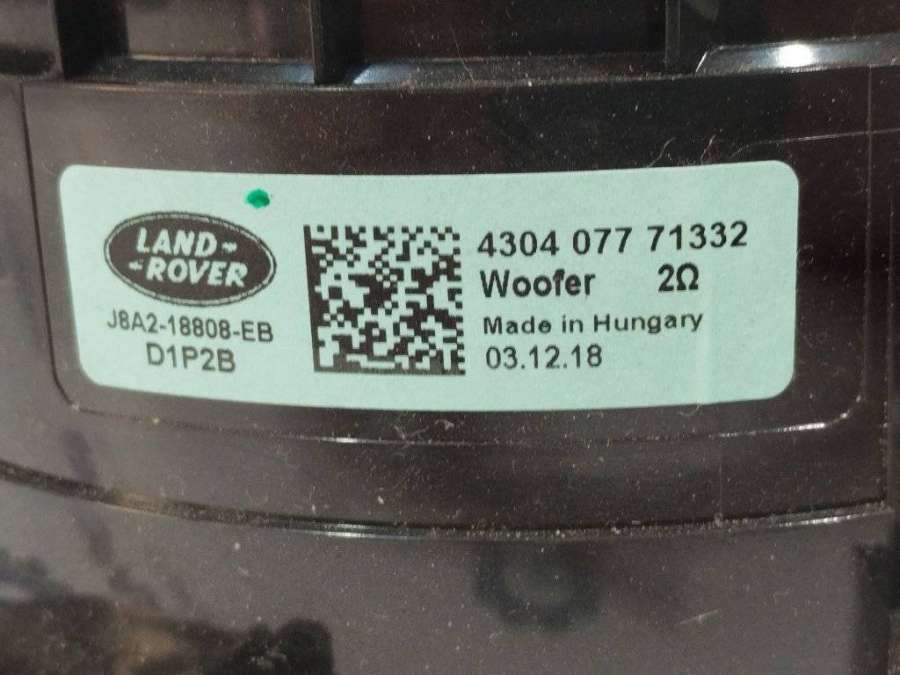 LAND-
-ROVER
J8A2-18808-EB
D1P2B
4304 077 71332
Woofer 2Ω
Made in Hungary
03.12.18